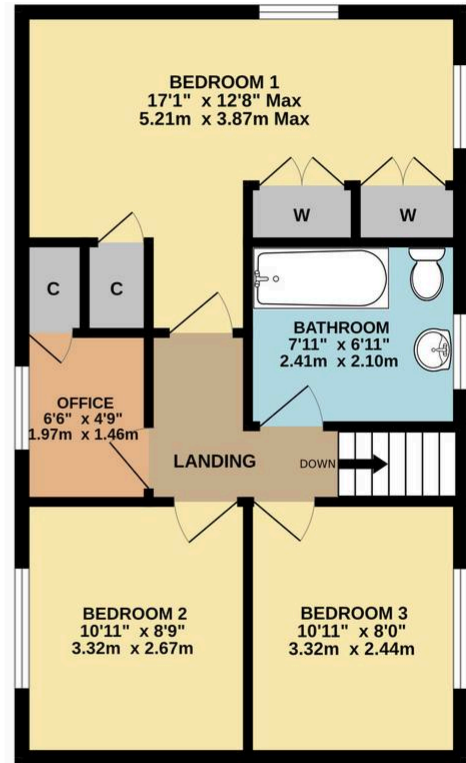 BEDROOM 1
17'1" x 12'8" Max
5.21m x 3.87m Max
W
W
C
C
BATHROOM
7'11" x 6'11"
2.41m x 2.10m
OFFICE
6'6" x 4'9"
1.97m x 1.46m
LANDING
DOWN
BEDROOM 2
10'11" x 8'9"
3.32m x 2.67m
BEDROOM 3
10'11" x 8'0"
3.32m x 2.44m